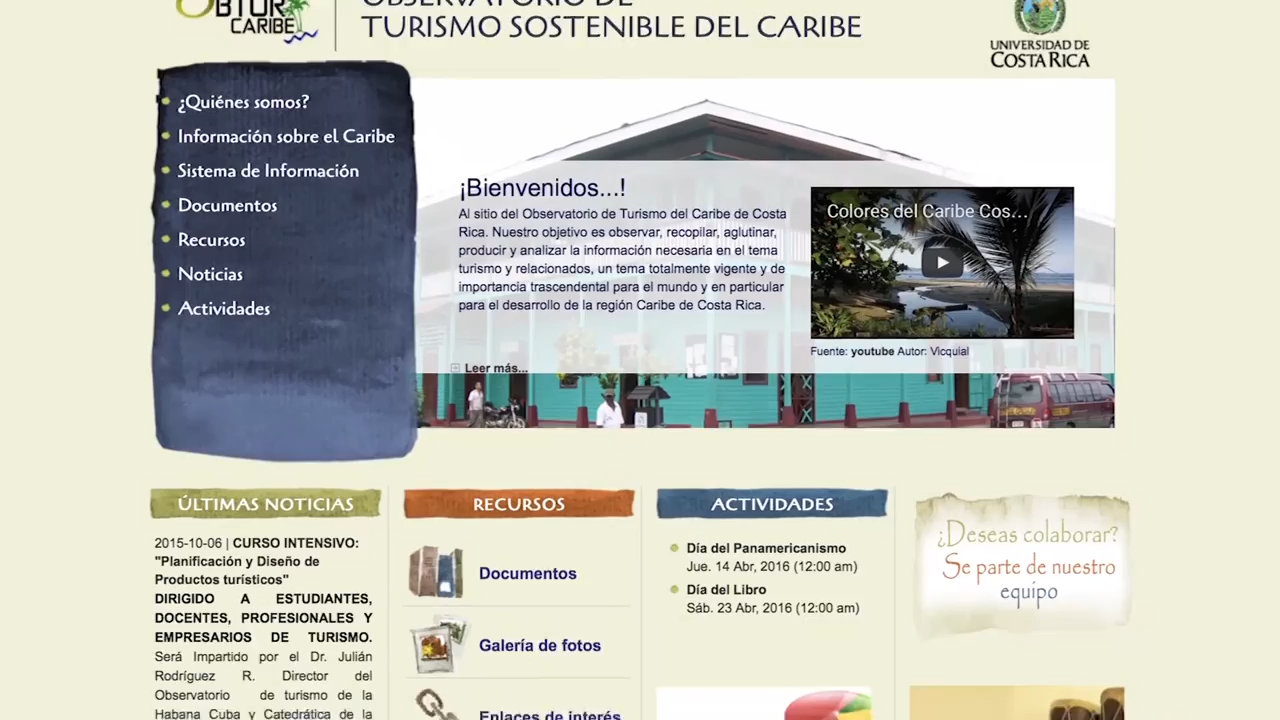 OBTUR
CARIBE
OBSERVATORIO DE
TURISMO SOSTENIBLE DEL CARIBE
UNIVERSIDAD DE
COSTA RICA
¿Quiénes somos?
Información sobre el Caribe
Sistema de Información
Documentos
Recursos
Noticias
Actividades
¡Bienvenidos...!
Al sitio del Observatorio de Turismo del Caribe de Costa
Rica. Nuestro objetivo es observar, recopilar, aglutinar,
producir y analizar la información necesaria en el tema
turismo y relacionados, un tema totalmente vigente y de
importancia trascendental para el mundo y en particular
para el desarrollo de la región Caribe de Costa Rica.
Leer más...
Colores del Caribe Cos...
Fuente: youtube Autor: Vicquial
ÚLTIMAS NOTICIAS
2015-10-06 | CURSO INTENSIVO:
"Planificación y Diseño de
Productos turísticos"
DIRIGIDO A ESTUDIANTES,
DOCENTES, PROFESIONALES Y
EMPRESARIOS DE TURISMO.
Será Impartido por el Dr. Julián
Rodríguez R. Director del
Observatorio de turismo de la
Habana Cuba y Catedrática de la
RECURSOS
Documentos
Galería de fotos
Enlaces de interés
ACTIVIDADES
Día del Panamericanismo
Jue. 14 Abr, 2016 (12:00 am)
Día del Libro
Sáb. 23 Abr, 2016 (12:00 am)
¿Deseas colaborar?
Se parte de nuestro
equipo